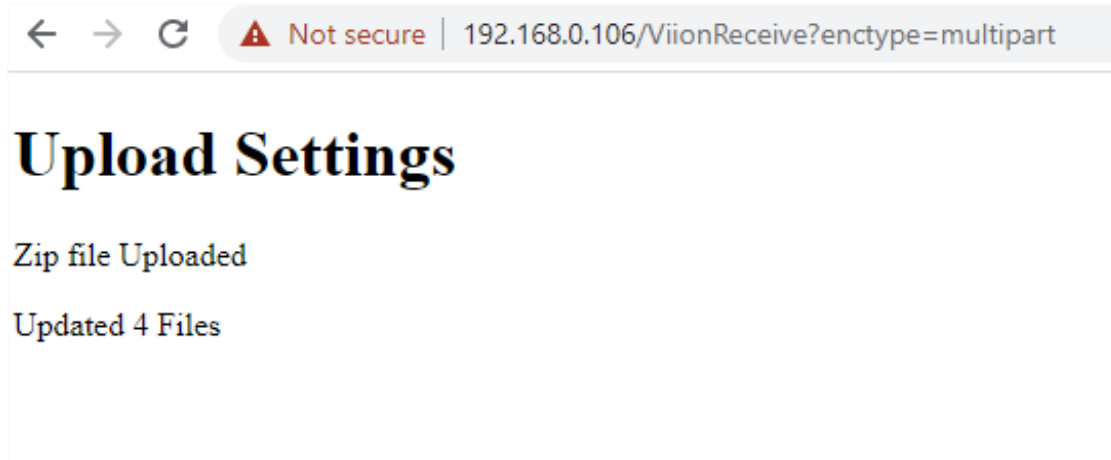 Not secure | 192.168.0.106/ViionReceive?enctype=multipart
Upload Settings
Zip file Uploaded
Updated 4 Files